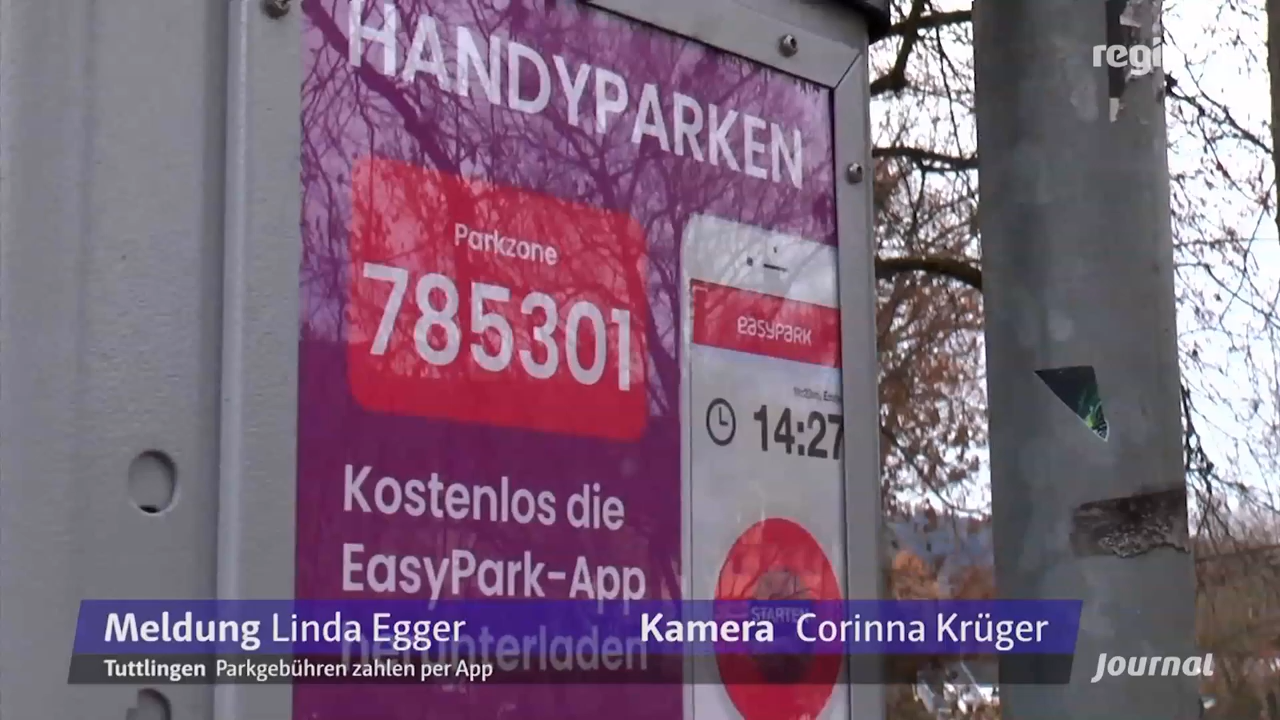 HANDYPARKEN
Parkzone
785301
easypark
14:27
Kostenlos die
EasyPark-App
herunterladen
STARTEN
regi
Meldung Linda Egger
Kamera Corinna Krüger
Tuttlingen Parkgebühren zahlen per App
Journal